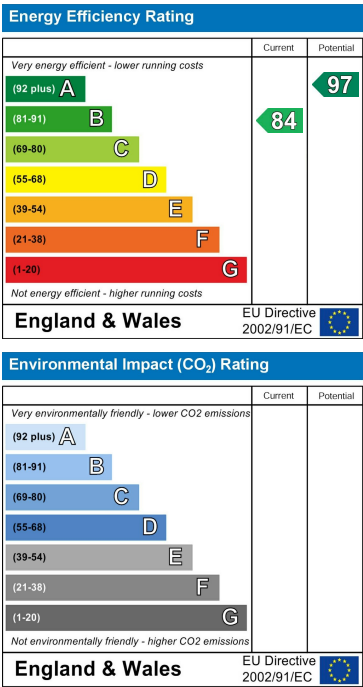 Energy Efficiency Rating
Current Potential
Very energy efficient - lower running costs
(92 plus) A
97
(81-91) B
84
(69-80) C
(55-68) D
(39-54) E
(21-38) F
(1-20) G
Not energy efficient - higher running costs
England & Wales
EU Directive
2002/91/EC
Environmental Impact (CO₂) Rating
Current Potential
Very environmentally friendly - lower CO2 emissions
(92 plus) A
(81-91) B
(69-80) C
(55-68) D
(39-54) E
(21-38) F
(1-20) G
Not environmentally friendly - higher CO2 emissions
England & Wales
EU Directive
2002/91/EC